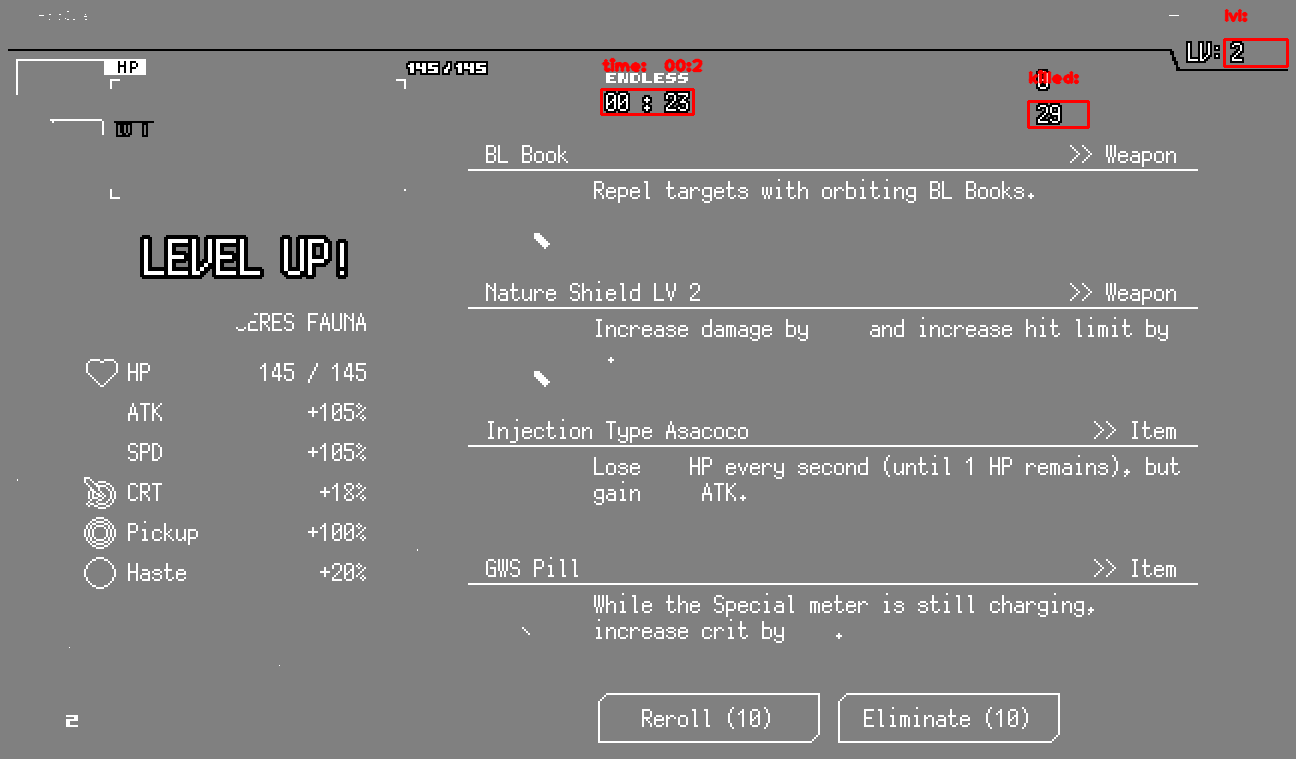 lvl:
LV: 2
HP
145/145
time: 00:2
ENDLESS
00 : 23
killed:
0
29
BL Book >> Weapon
Repel targets with orbiting BL Books.
LEVEL UP!
Nature Shield LV 2 >> Weapon
Increase damage by and increase hit limit by
.
CERES FAUNA
HP 145 / 145
ATK +105%
SPD +105%
CRT +18%
Pickup +100%
Haste +20%
Injection Type Asacoco >> Item
Lose HP every second (until 1 HP remains), but
gain ATK.
GWS Pill >> Item
While the Special meter is still charging,
increase crit by .
2
Reroll (10)
Eliminate (10)